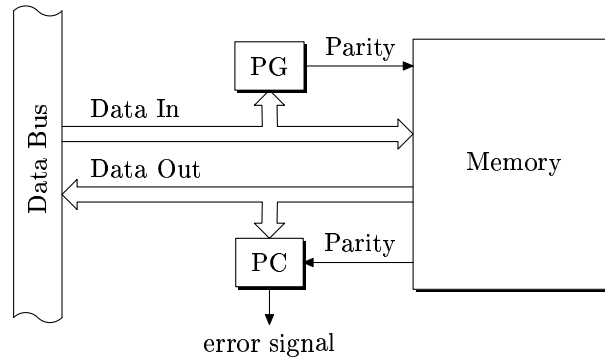 Parity
PG
Data In
Data Bus
Memory
Data Out
Parity
PC
error signal